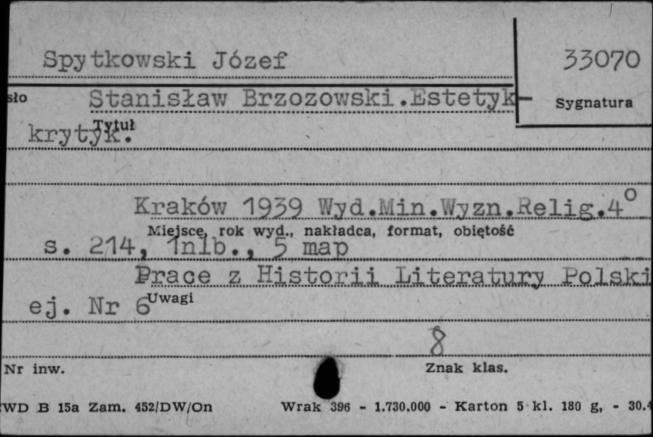 Spytkowski Józef
33070
sło
Stanisław Brzozowski.Estetyk-
Sygnatura
krytyk.
Tytuł
Kraków 1939 Wyd.Min.Wyzn.Relig.4°
Miejsce, rok wyd., nakładca, format, obiętość
s. 214, 1nlb., 5 map
Prace z Historii Literatury Polski
ej. Nr 6
Uwagi
8
Nr inw.
Znak klas.
WD B 15a Zam. 452/DW/On
Wrak 396 - 1.730.000 - Karton 5 kl. 180 g, - 30.4